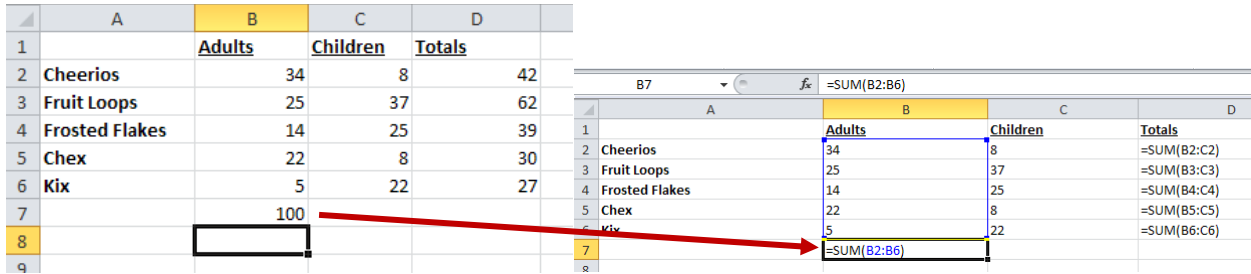 A B C D
1 Adults Children Totals
2 Cheerios 34 8 42
3 Fruit Loops 25 37 62
4 Frosted Flakes 14 25 39
5 Chex 22 8 30
6 Kix 5 22 27
7 100
8
9
B7 fx =SUM(B2:B6)
A B C D
1 Adults Children Totals
2 Cheerios 34 8 =SUM(B2:C2)
3 Fruit Loops 25 37 =SUM(B3:C3)
4 Frosted Flakes 14 25 =SUM(B4:C4)
5 Chex 22 8 =SUM(B5:C5)
6 Kix 5 22 =SUM(B6:C6)
7 =SUM(B2:B6)
8